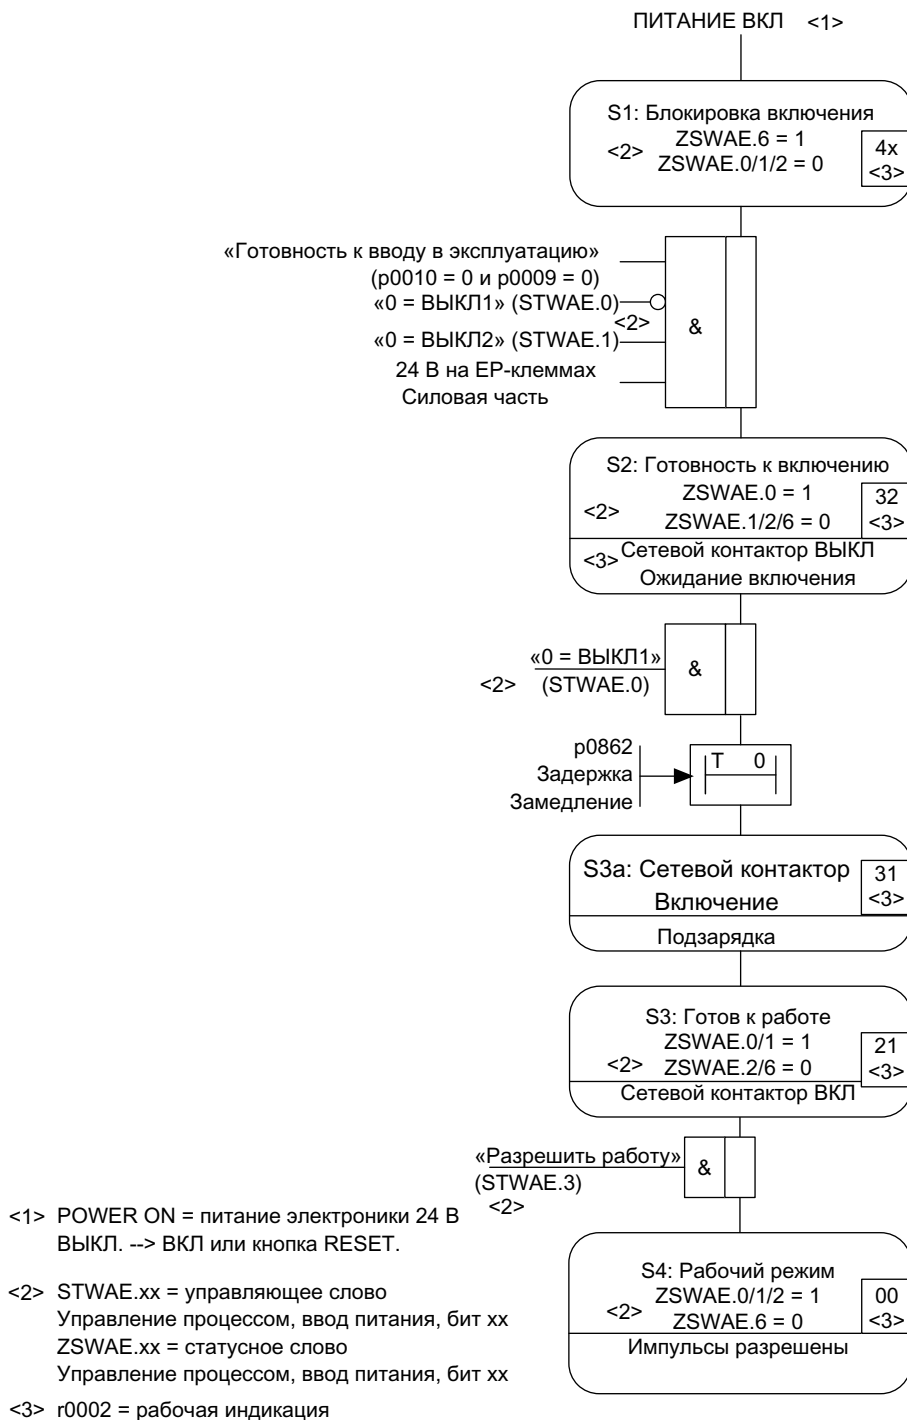 ПИТАНИЕ ВКЛ <1>
S1: Блокировка включения
ZSWAE.6 = 1
<2>
ZSWAE.0/1/2 = 0
4x
<3>
«Готовность к вводу в эксплуатацию»
(p0010 = 0 и p0009 = 0)
«0 = ВЫКЛ1» (STWAE.0)
<2>
«0 = ВЫКЛ2» (STWAE.1)
24 В на EP-клеммах
Силовая часть
&
S2: Готовность к включению
ZSWAE.0 = 1
<2>
ZSWAE.1/2/6 = 0
32
<3>
<3> Сетевой контактор ВЫКЛ
Ожидание включения
«0 = ВЫКЛ1»
<2> (STWAE.0)
&
p0862
Задержка
Замедление
T 0
S3a: Сетевой контактор
Включение
31
<3>
Подзарядка
S3: Готов к работе
ZSWAE.0/1 = 1
<2> ZSWAE.2/6 = 0
21
<3>
Сетевой контактор ВКЛ
«Разрешить работу»
(STWAE.3)
<2>
&
S4: Рабочий режим
ZSWAE.0/1/2 = 1
<2>
ZSWAE.6 = 0
00
<3>
Импульсы разрешены
<1> POWER ON = питание электроники 24 В
ВЫКЛ. --> ВКЛ или кнопка RESET.
<2> STWAE.xx = управляющее слово
Управление процессом, ввод питания, бит xx
ZSWAE.xx = статусное слово
Управление процессом, ввод питания, бит xx
<3> r0002 = рабочая индикация